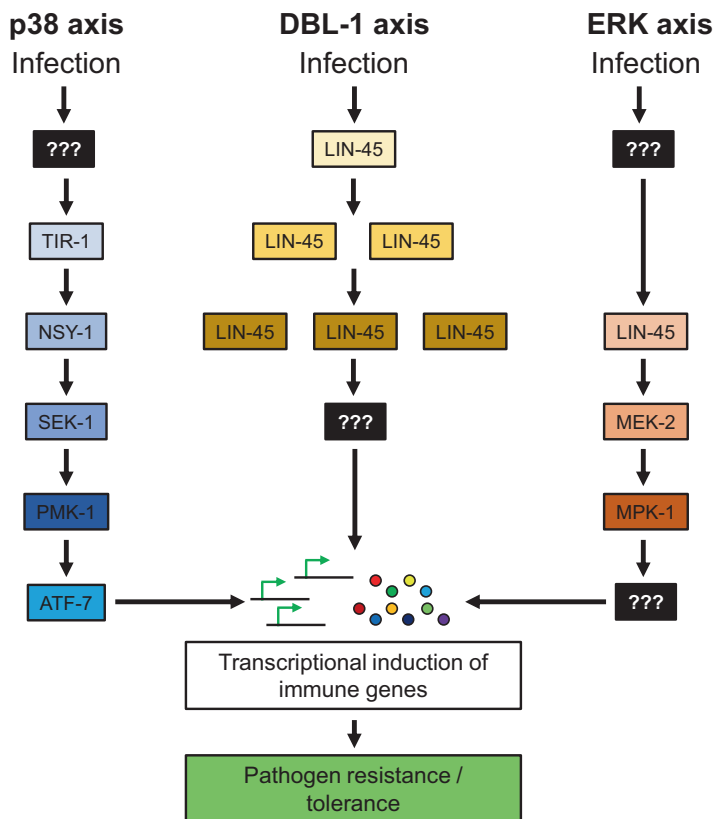 p38 axis
DBL-1 axis
ERK axis
Infection
Infection
Infection
???
LIN-45
???
TIR-1
LIN-45
LIN-45
NSY-1
LIN-45
LIN-45
LIN-45
LIN-45
SEK-1
???
MEK-2
PMK-1
MPK-1
ATF-7
???
Transcriptional induction of
immune genes
Pathogen resistance /
tolerance